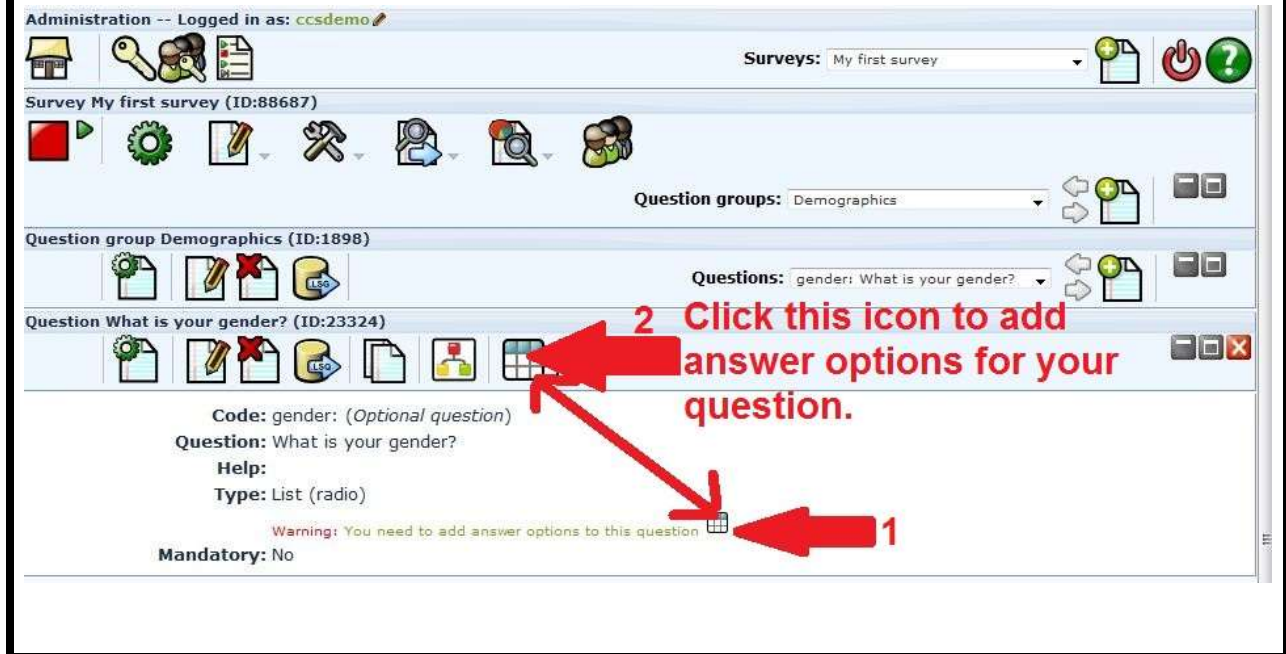 Administration -- Logged in as: ccsdemo
Surveys: My first survey
Survey My first survey (ID:88687)
Question groups: Demographics
Question group Demographics (ID:1898)
LSG
Questions: gender: What is your gender?
Question What is your gender? (ID:23324)
LSQ
2 Click this icon to add
answer options for your
question.
Code: gender: (Optional question)
Question: What is your gender?
Help:
Type: List (radio)
Warning: You need to add answer options to this question
1
Mandatory: No